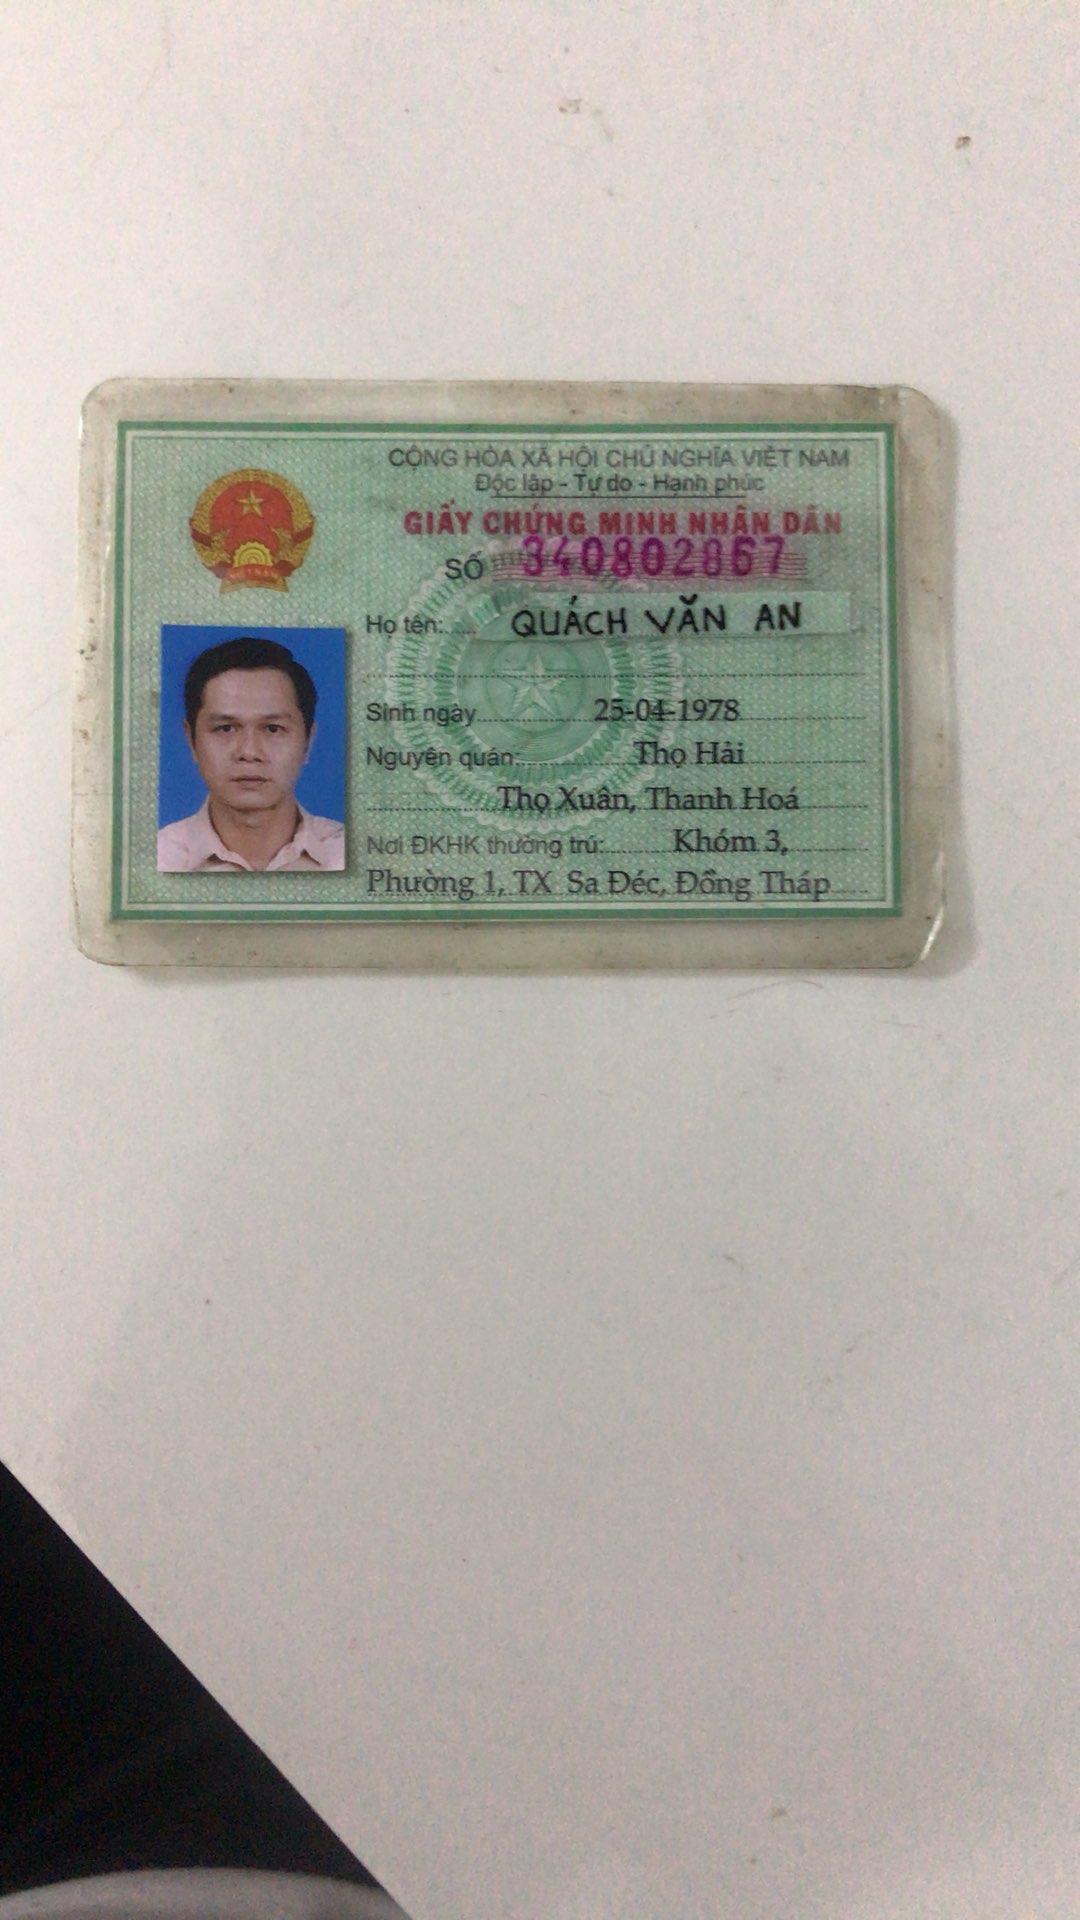 CỘNG HÒA XÃ HỘI CHỦ NGHĨA VIỆT NAM
Độc lập - Tự do - Hạnh phúc
GIẤY CHỨNG MINH NHÂN DÂN
SỐ 340802867
VIỆT NAM
Họ tên: QUÁCH VĂN AN
Sinh ngày 25-04-1978
Nguyên quán: Thọ Hải
Thọ Xuân, Thanh Hoá
Nơi ĐKHK thường trú: Khóm 3,
Phường 1, TX Sa Đéc, Đồng Tháp